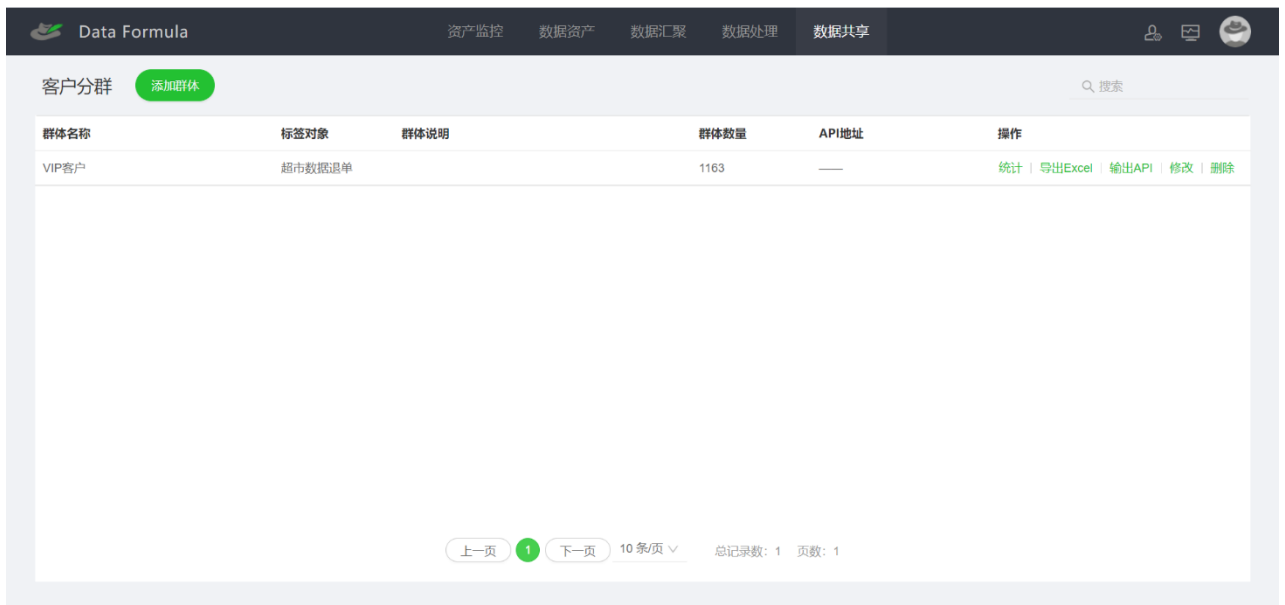 Data Formula 资产监控 数据资产 数据汇聚 数据处理 数据共享
客户分群 添加群体 搜索
群体名称 标签对象 群体说明 群体数量 API地址 操作
VIP客户 超市数据退单 1163 —— 统计 | 导出Excel | 输出API | 修改 | 删除
上一页 1 下一页 10 条/页 总记录数: 1 页数: 1